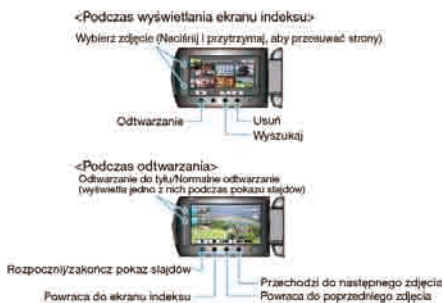 <Podczas wyświetlania ekranu indeksu>
Wybierz zdjęcie (Naciśnij i przytrzymaj, aby przesuwać strony)
Odtwarzanie
Usuń
Wyszukaj
<Podczas odtwarzania>
Odtwarzanie do tyłu/Normalne odtwarzanie
(wyświetla jedno z nich podczas pokazu slajdów)
Rozpocznij/zakończ pokaz slajdów
Przechodzi do następnego zdjęcia
Powraca do ekranu indeksu
Powraca do poprzedniego zdjęcia